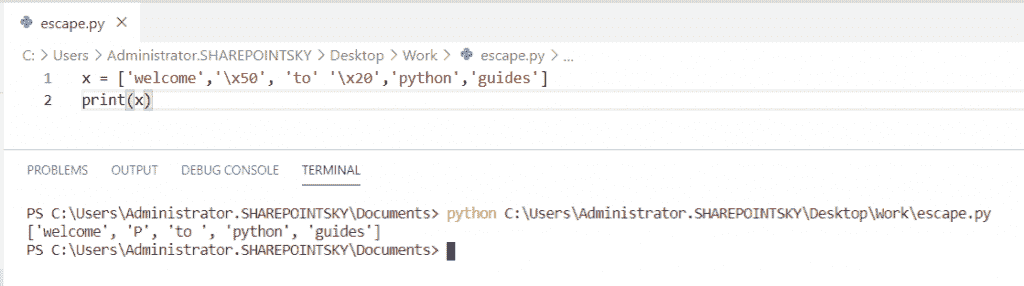 escape.py ×
C: > Users > Administrator.SHAREPOINTSKY > Desktop > Work > escape.py > ...
1 x = ['welcome','\x50', 'to' '\x20','python','guides']
2 print(x)
PROBLEMS OUTPUT DEBUG CONSOLE TERMINAL
PS C:\Users\Administrator.SHAREPOINTSKY\Documents> python C:\Users\Administrator.SHAREPOINTSKY\Desktop\Work\escape.py
['welcome', 'P', 'to ', 'python', 'guides']
PS C:\Users\Administrator.SHAREPOINTSKY\Documents>